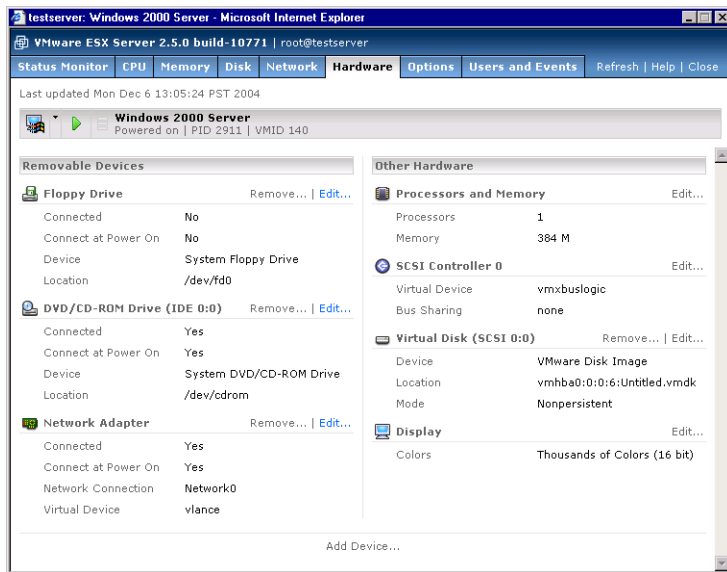 testserver: Windows 2000 Server - Microsoft Internet Explorer
VMware ESX Server 2.5.0 build-10771 | root@testserver
Status Monitor CPU Memory Disk Network Hardware Options Users and Events Refresh | Help | Close
Last updated Mon Dec 6 13:05:24 PST 2004
Windows 2000 Server
Powered on | PID 2911 | VMID 140
Removable Devices
Floppy Drive Remove... | Edit...
Connected No
Connect at Power On No
Device System Floppy Drive
Location /dev/fd0
DVD/CD-ROM Drive (IDE 0:0) Remove... | Edit...
Connected Yes
Connect at Power On Yes
Device System DVD/CD-ROM Drive
Location /dev/cdrom
Network Adapter Remove... | Edit...
Connected Yes
Connect at Power On Yes
Network Connection Network0
Virtual Device vlance
Other Hardware
Processors and Memory Edit...
Processors 1
Memory 384 M
SCSI Controller 0 Edit...
Virtual Device vmxbuslogic
Bus Sharing none
Virtual Disk (SCSI 0:0) Remove... | Edit...
Device VMware Disk Image
Location vmhba0:0:0:6:Untitled.vmdk
Mode Nonpersistent
Display Edit...
Colors Thousands of Colors (16 bit)
Add Device...